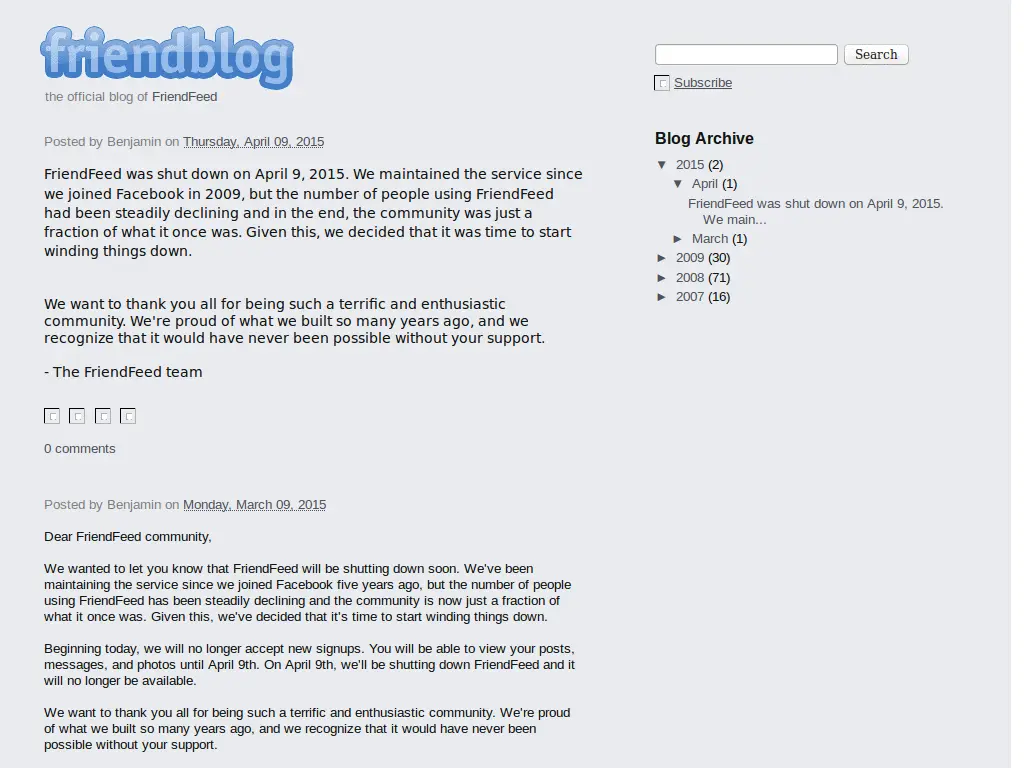 friendblog
the official blog of FriendFeed
Posted by Benjamin on Thursday, April 09, 2015
FriendFeed was shut down on April 9, 2015. We maintained the service since
we joined Facebook in 2009, but the number of people using FriendFeed
had been steadily declining and in the end, the community was just a
fraction of what it once was. Given this, we decided that it was time to start
winding things down.
We want to thank you all for being such a terrific and enthusiastic
community. We're proud of what we built so many years ago, and we
recognize that it would have never been possible without your support.
- The FriendFeed team
0 comments
Posted by Benjamin on Monday, March 09, 2015
Dear FriendFeed community,
We wanted to let you know that FriendFeed will be shutting down soon. We've been
maintaining the service since we joined Facebook five years ago, but the number of people
using FriendFeed has been steadily declining and the community is now just a fraction of
what it once was. Given this, we've decided that it's time to start winding things down.
Beginning today, we will no longer accept new signups. You will be able to view your posts,
messages, and photos until April 9th. On April 9th, we'll be shutting down FriendFeed and it
will no longer be available.
We want to thank you all for being such a terrific and enthusiastic community. We're proud
of what we built so many years ago, and we recognize that it would have never been
possible without your support.
Search
Subscribe
Blog Archive
▼ 2015 (2)
▼ April (1)
FriendFeed was shut down on April 9, 2015.
We main...
► March (1)
► 2009 (30)
► 2008 (71)
► 2007 (16)